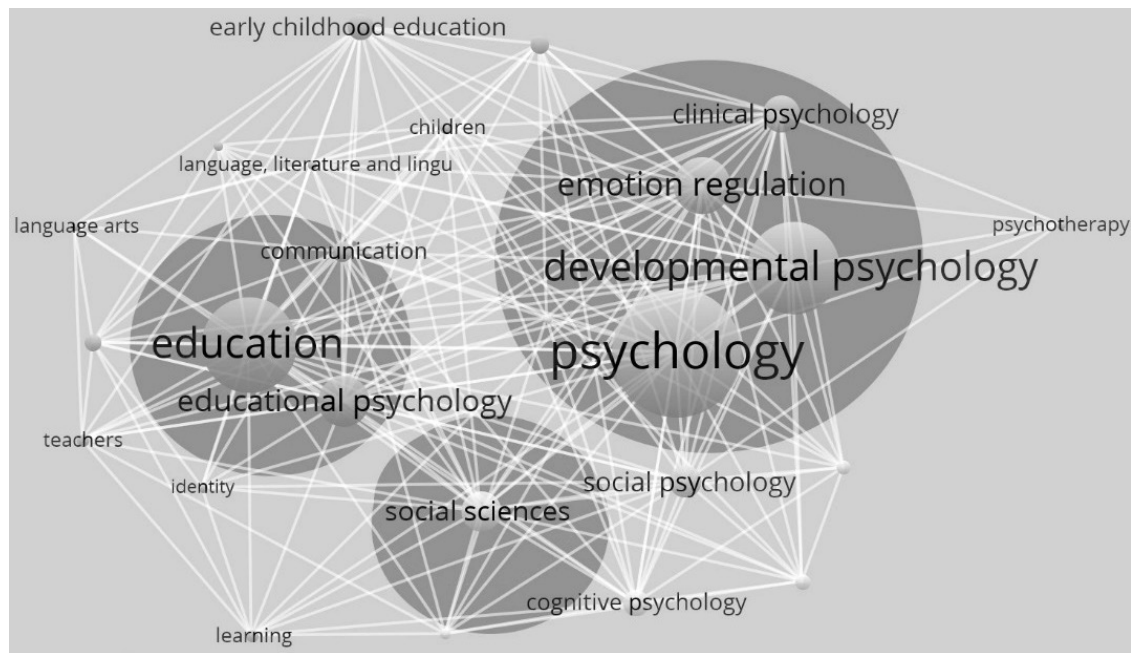 early childhood education
clinical psychology
children
language, literature and lingu
emotion regulation
language arts
psychotherapy
communication
developmental psychology
education
psychology
educational psychology
teachers
identity
social psychology
social sciences
cognitive psychology
learning